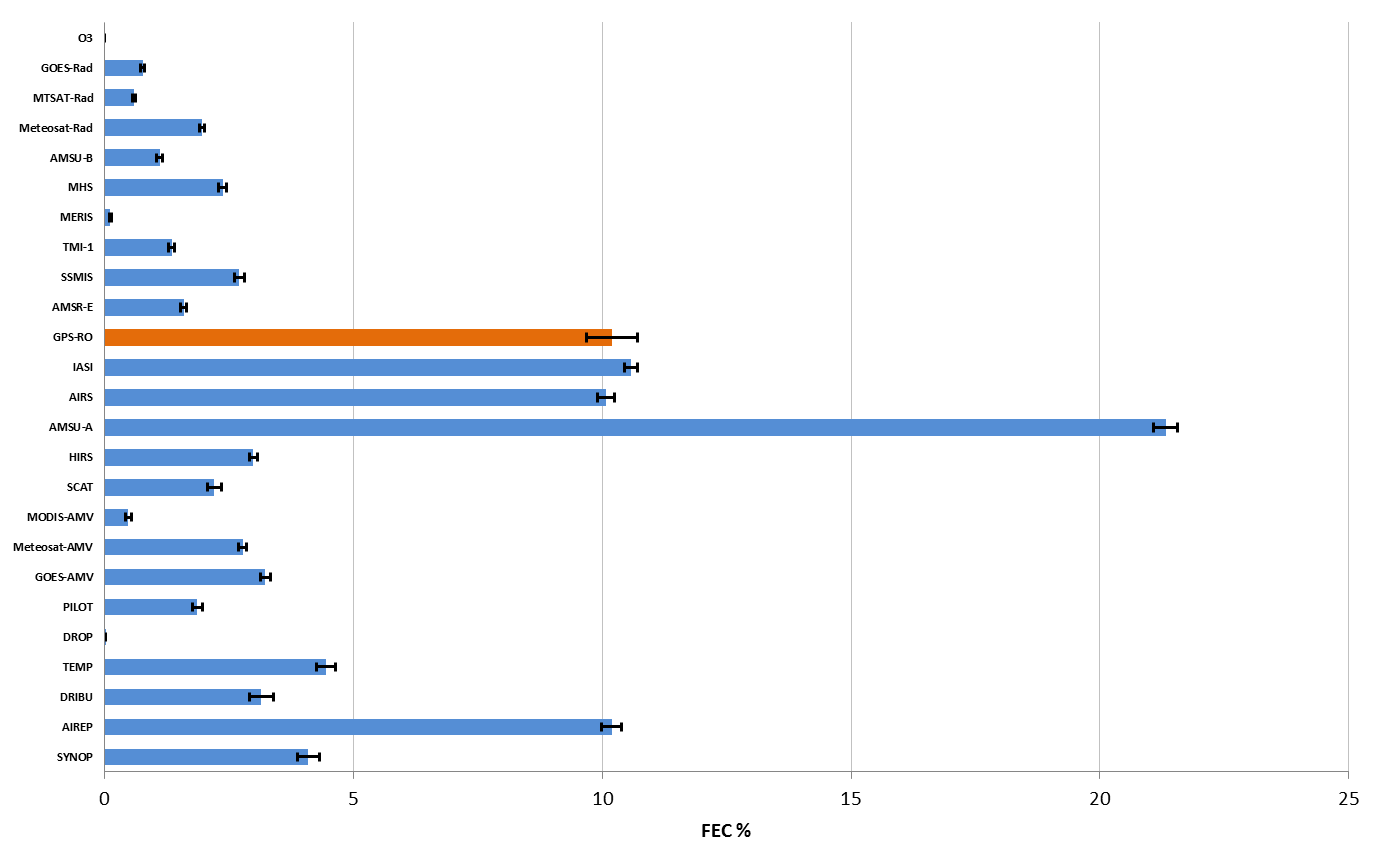 O3
GOES-Rad
MTSAT-Rad
Meteosat-Rad
AMSU-B
MHS
MERIS
TMI-1
SSMIS
AMSR-E
GPS-RO
IASI
AIRS
AMSU-A
HIRS
SCAT
MODIS-AMV
Meteosat-AMV
GOES-AMV
PILOT
DROP
TEMP
DRIBU
AIREP
SYNOP
0 5 10 15 20 25
FEC %